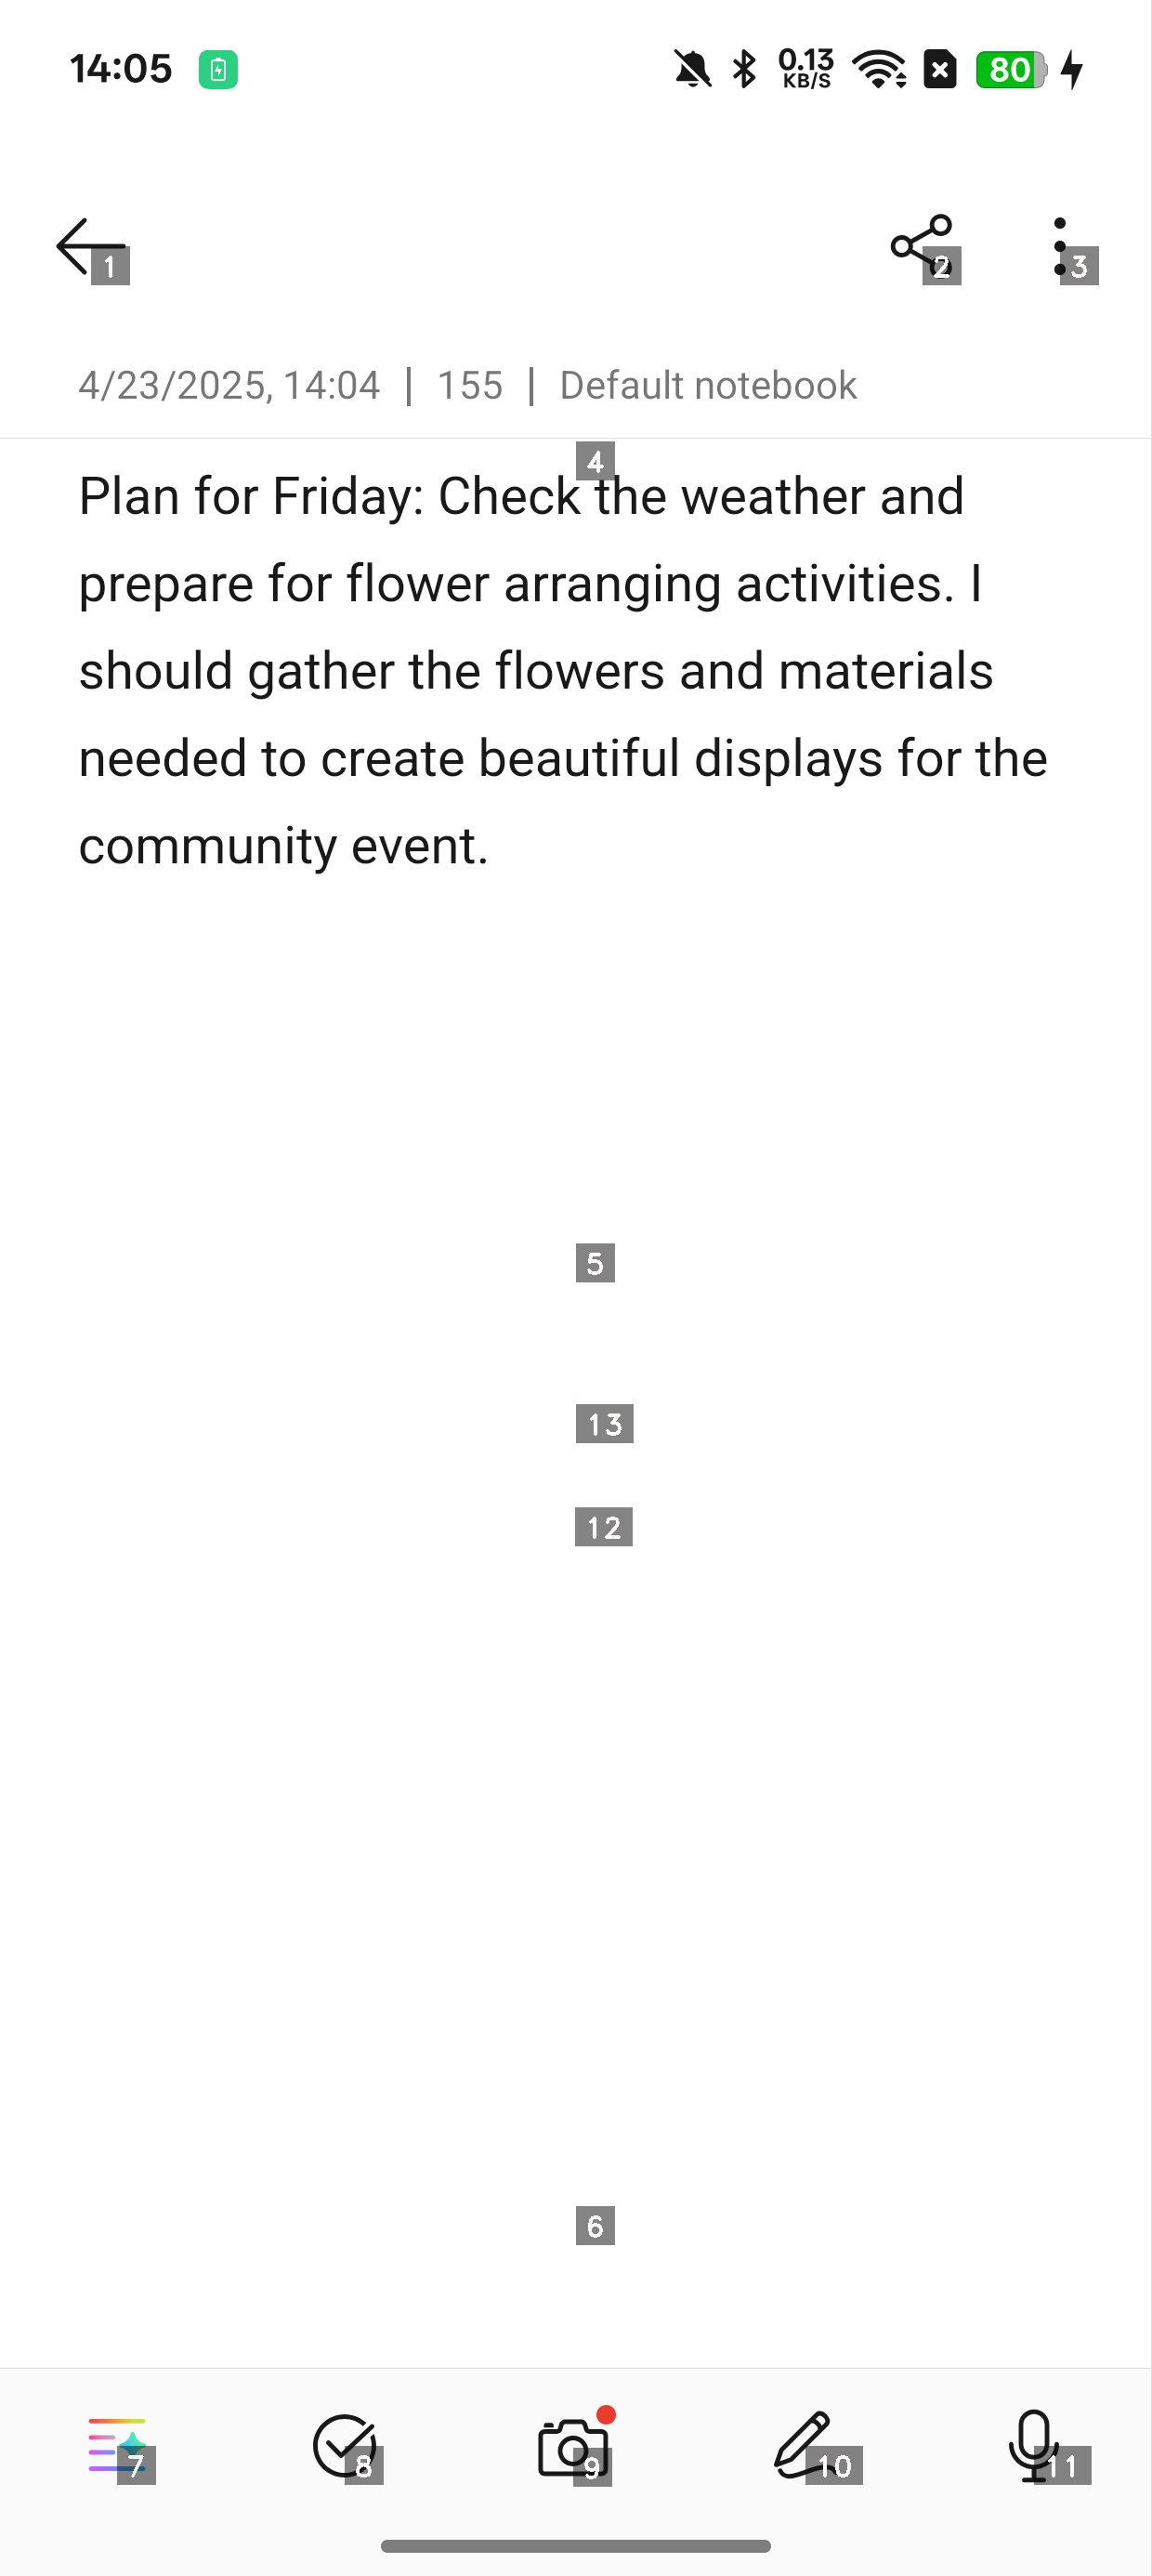 14:05
0.13
KB/S
80
1
2
3
4/23/2025, 14:04 | 155 | Default notebook
4
Plan for Friday: Check the weather and
prepare for flower arranging activities. I
should gather the flowers and materials
needed to create beautiful displays for the
community event.
5
13
12
6
7
8
9
10
11